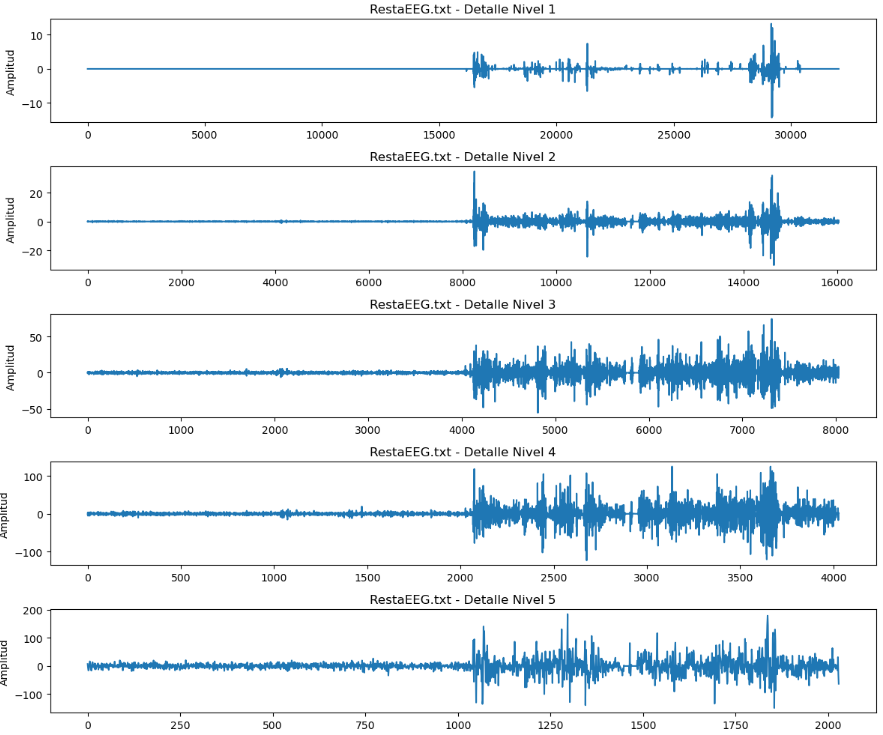 RestaEEG.txt - Detalle Nivel 1
Amplitud
10
0
−10
0 5000 10000 15000 20000 25000 30000
RestaEEG.txt - Detalle Nivel 2
Amplitud
20
0
−20
0 2000 4000 6000 8000 10000 12000 14000 16000
RestaEEG.txt - Detalle Nivel 3
Amplitud
50
0
−50
0 1000 2000 3000 4000 5000 6000 7000 8000
RestaEEG.txt - Detalle Nivel 4
Amplitud
100
0
−100
0 500 1000 1500 2000 2500 3000 3500 4000
RestaEEG.txt - Detalle Nivel 5
Amplitud
200
100
0
−100
0 250 500 750 1000 1250 1500 1750 2000